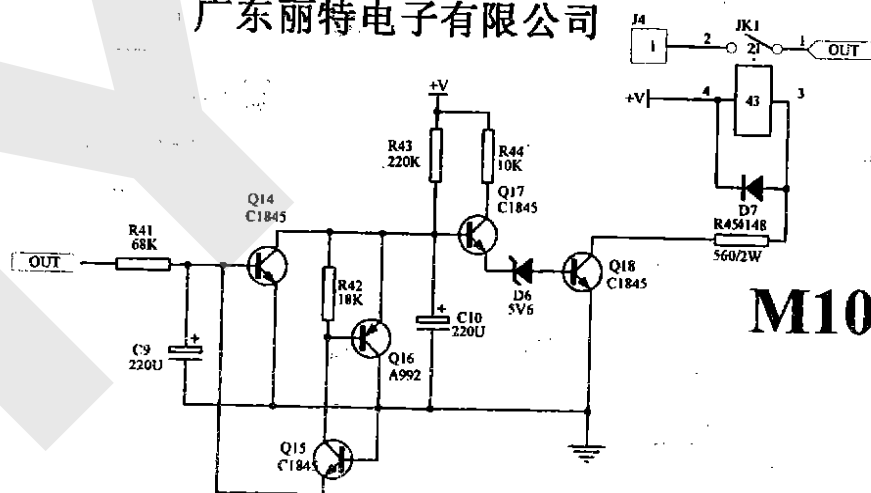 广东丽特电子有限公司
J4
1
2
JK1
21
1
OUT
+V
4
43
3
D7
4148
R45
560/2W
+V
R43
220K
R44
10K
Q17
C1845
Q14
C1845
R41
68K
OUT
R42
18K
D6
5V6
Q18
C1845
M10
C9
220U
+
C10
220U
+
Q16
A992
Q15
C1845